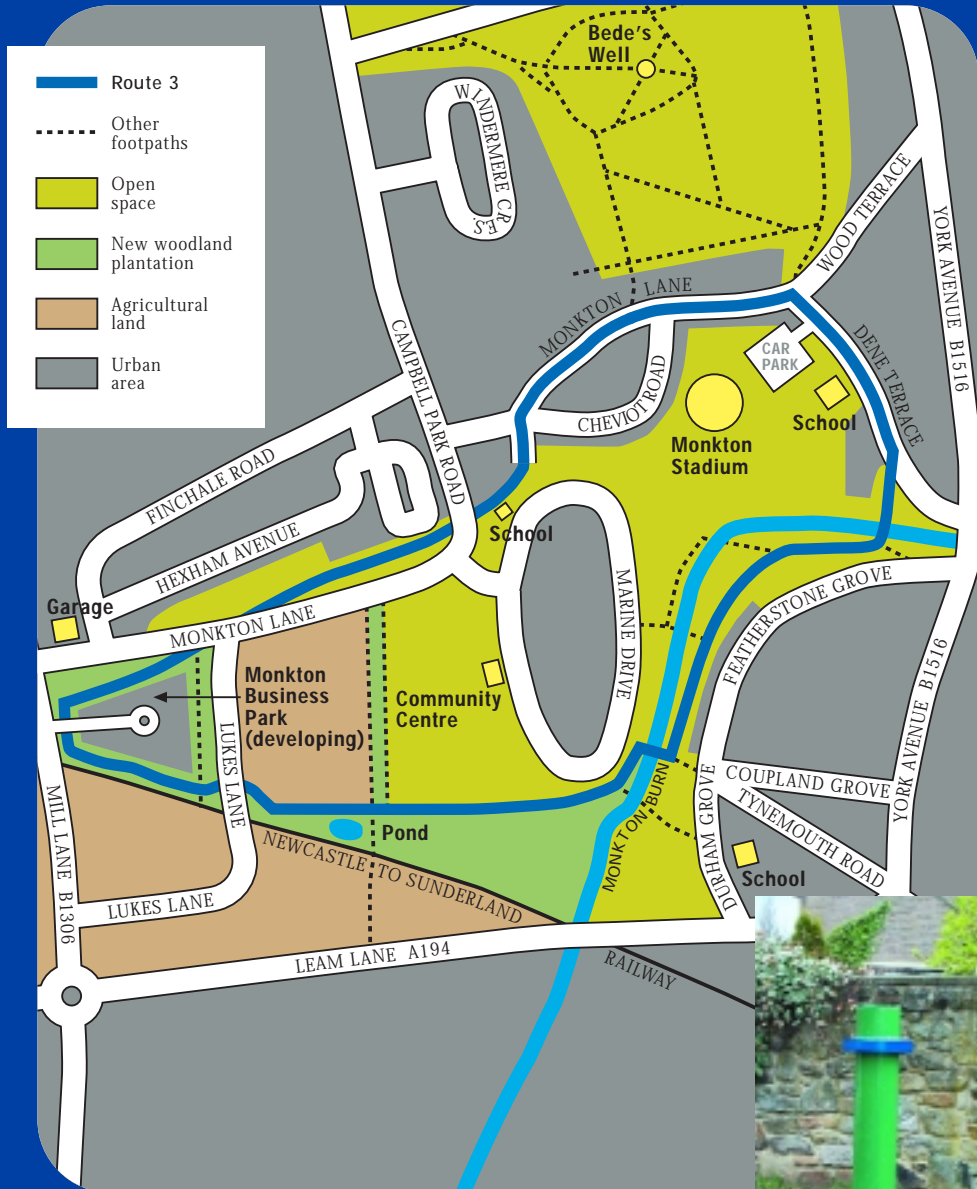 Route 3
Other
footpaths
Open
space
New woodland
plantation
Agricultural
land
Urban
area
Bede's
Well
WINDERMERE CRES.
WOOD TERRACE
YORK AVENUE B1516
MONKTON LANE
CAMPBELL PARK ROAD
CAR
PARK
DENE TERRACE
CHEVIOT ROAD
School
Monkton
Stadium
FINCHALE ROAD
School
HEXHAM AVENUE
MARINE DRIVE
FEATHERSTONE GROVE
Garage
MONKTON LANE
Monkton
Business
Park
(developing)
Community
Centre
YORK AVENUE B1516
LUKES LANE
COUPLAND GROVE
MILL LANE B1306
MONKTON BURN
DURHAM GROVE
TYNEMOUTH ROAD
Pond
NEWCASTLE TO SUNDERLAND
School
LUKES LANE
LEAM LANE A194
RAILWAY